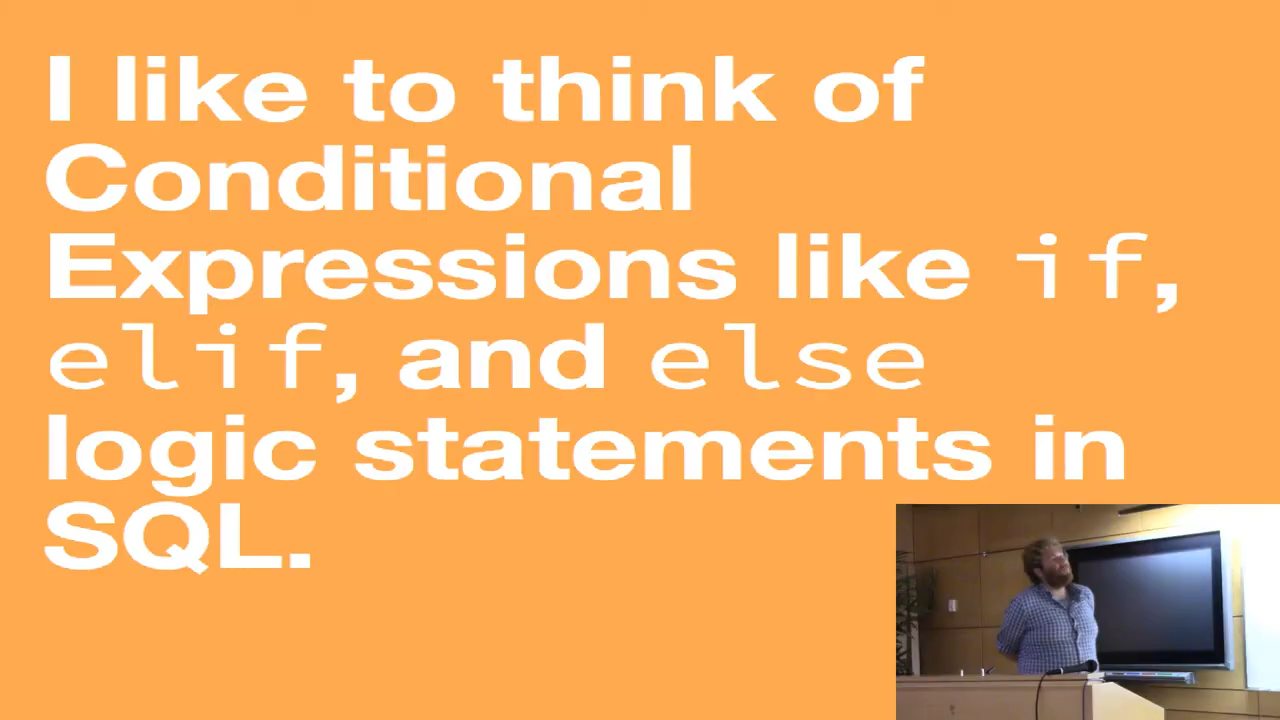 I like to think of
Conditional
Expressions like if,
elif, and else
logic statements in
SQL.